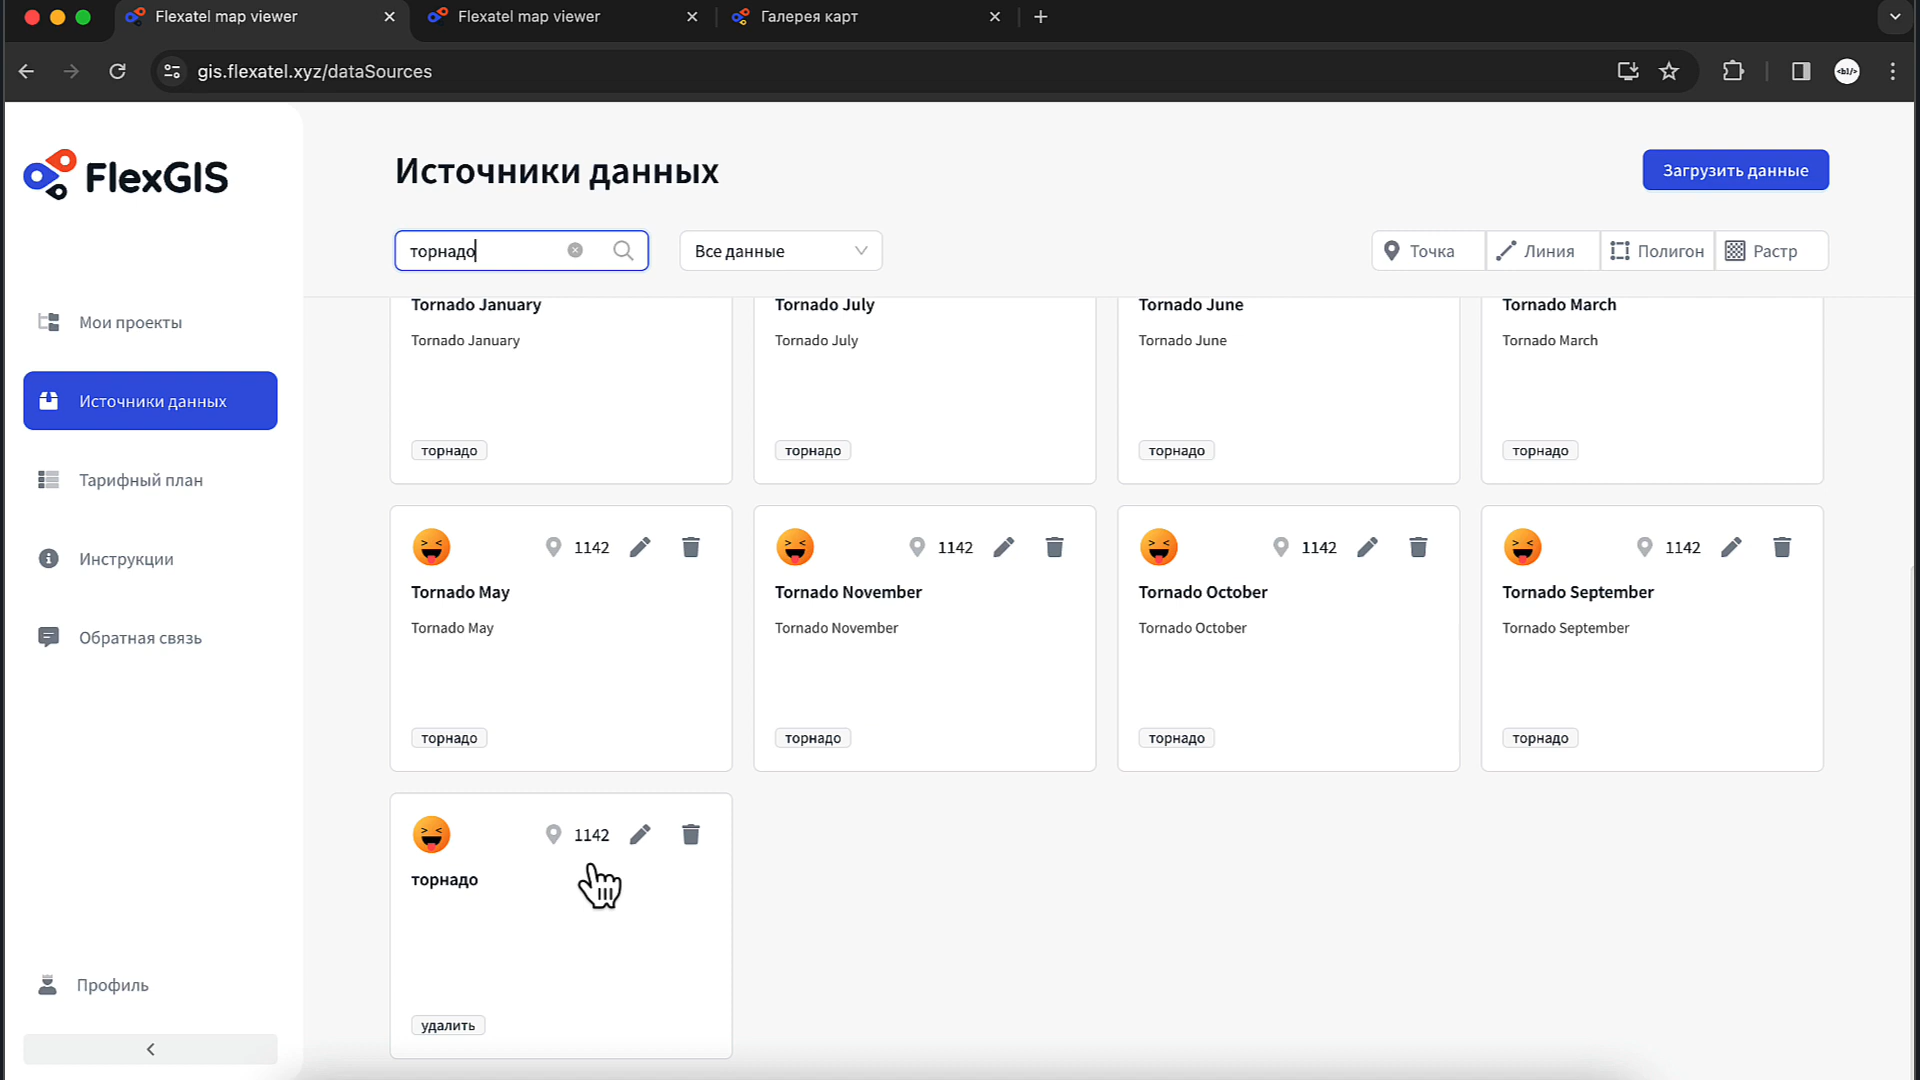 Flexatel map viewer
Flexatel map viewer
Галерея карт
gis.flexatel.xyz/dataSources
<b1/>
FlexGIS
Источники данных
Загрузить данные
торнадо
Все данные
Точка
Линия
Полигон
Растр
Мои проекты
Источники данных
Тарифный план
Инструкции
Обратная связь
Профиль
Tornado January
Tornado July
Tornado June
Tornado March
Tornado January
Tornado July
Tornado June
Tornado March
торнадо
торнадо
торнадо
торнадо
1142
1142
1142
1142
Tornado May
Tornado November
Tornado October
Tornado September
Tornado May
Tornado November
Tornado October
Tornado September
торнадо
торнадо
торнадо
торнадо
1142
торнадо
удалить